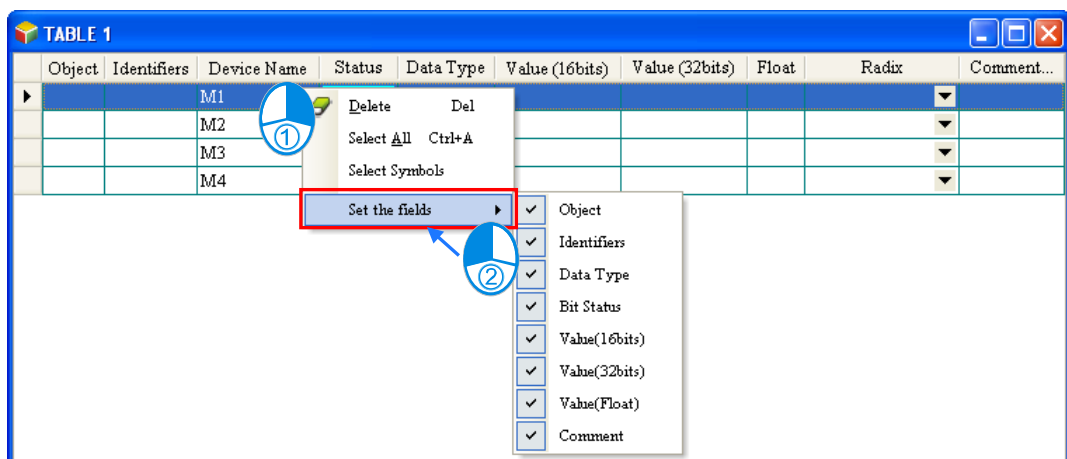 TABLE 1
Object Identifiers Device Name Status Data Type Value (16bits) Value (32bits) Float Radix Comment...
M1
M2
M3
M4
Delete Del
Select All Ctrl+A
Select Symbols
Set the fields
1
2
Object
Identifiers
Data Type
Bit Status
Value(16bits)
Value(32bits)
Value(Float)
Comment